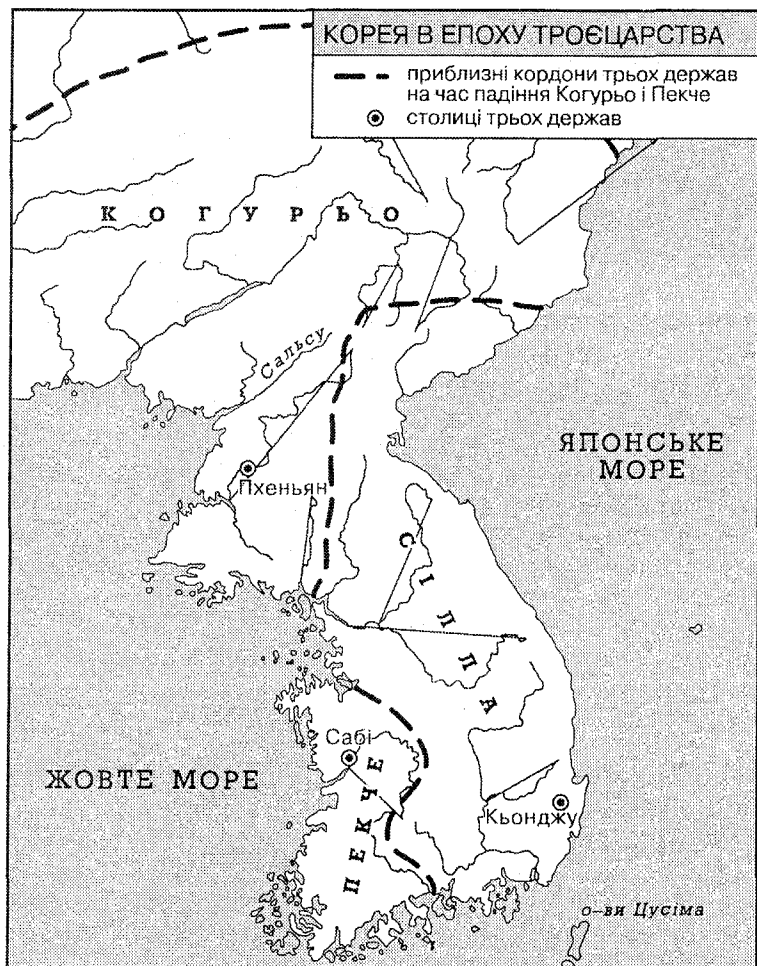 КОРЕЯ В ЕПОХУ ТРОЄЦАРСТВА
приблизні кордони трьох держав
на час падіння Когурьо і Пекче
столиці трьох держав
КОГУРЬО
Сальсу
ЯПОНСЬКЕ
МОРЕ
Пхеньян
СІЛЛА
Сабі
ЖОВТЕ МОРЕ
ПЕКЧЕ
Кьонджу
о-ви Цусіма